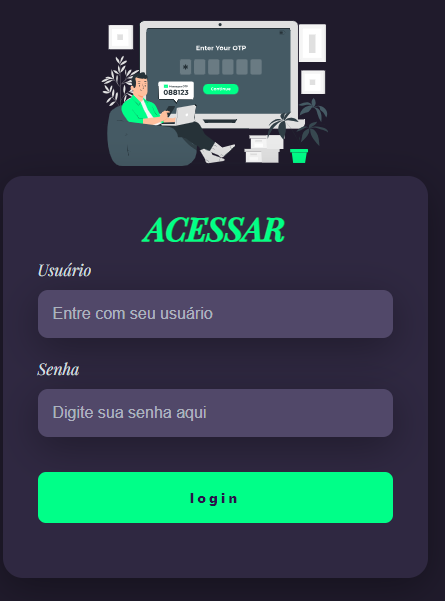 Enter Your OTP
*
088123
Continue
ACESSAR
Usuário
Entre com seu usuário
Senha
Digite sua senha aqui
login